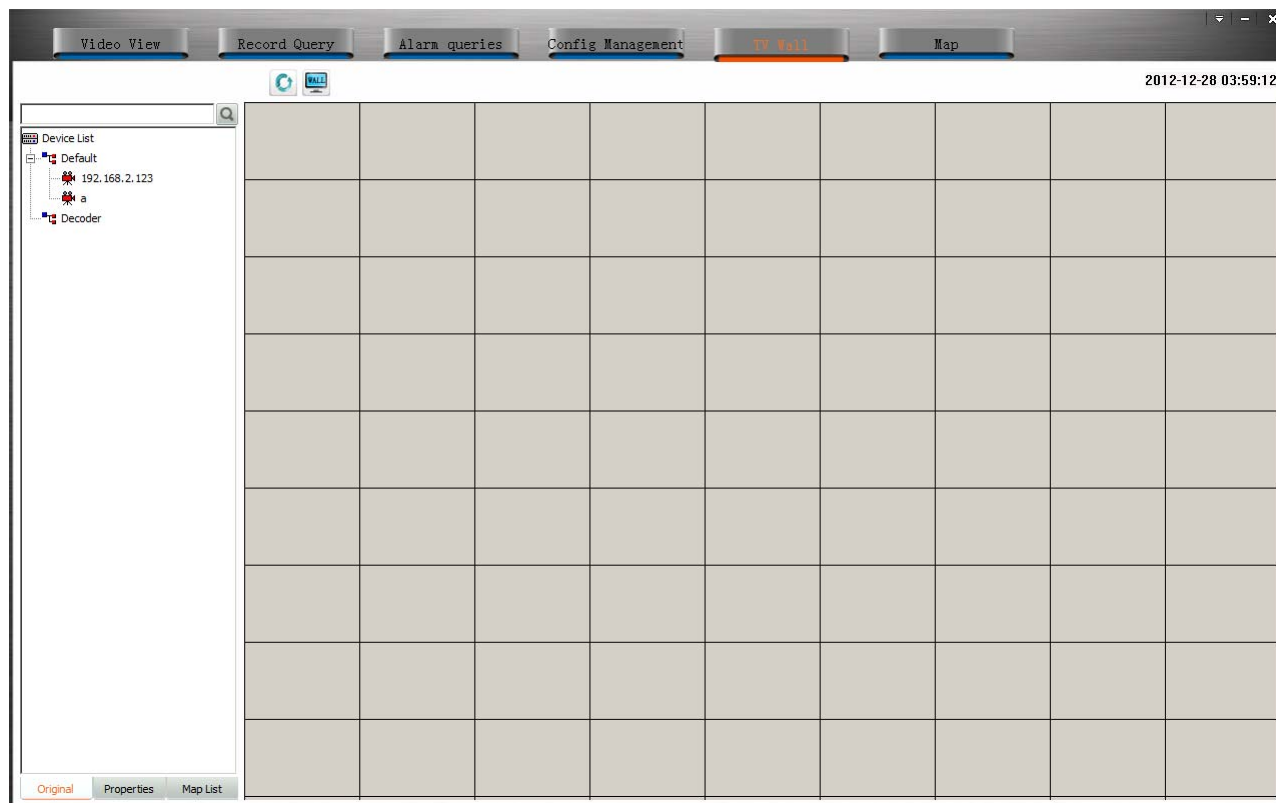 Video View Record Query Alarm queries Config Management TV Wall Map
WALL
2012-12-28 03:59:12
Device List
Default
192.168.2.123
a
Decoder
Original Properties Map List